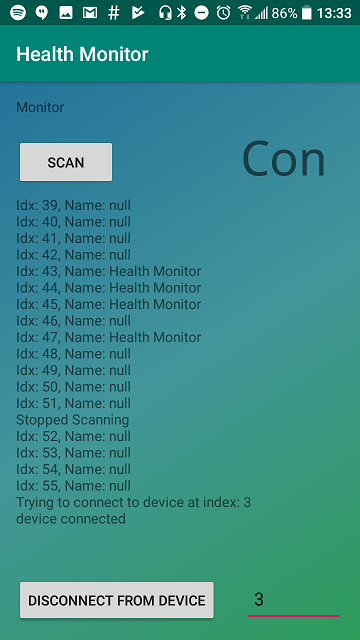 86% 13:33
Health Monitor
Monitor
SCAN
Con
Idx: 39, Name: null
Idx: 40, Name: null
Idx: 41, Name: null
Idx: 42, Name: null
Idx: 43, Name: Health Monitor
Idx: 44, Name: Health Monitor
Idx: 45, Name: Health Monitor
Idx: 46, Name: null
Idx: 47, Name: Health Monitor
Idx: 48, Name: null
Idx: 49, Name: null
Idx: 50, Name: null
Idx: 51, Name: null
Stopped Scanning
Idx: 52, Name: null
Idx: 53, Name: null
Idx: 54, Name: null
Idx: 55, Name: null
Trying to connect to device at index: 3
device connected
DISCONNECT FROM DEVICE
3